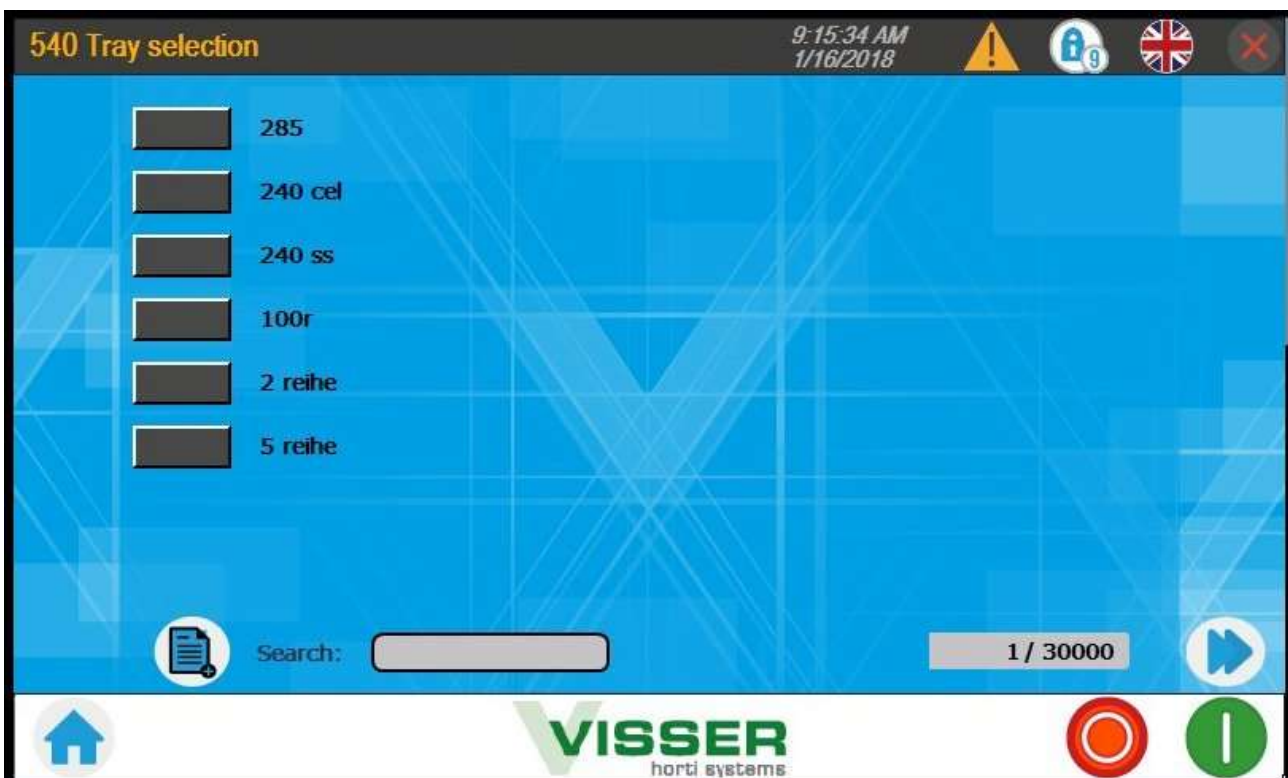 540 Tray selection
9:15:34 AM
1/16/2018
9
285
240 cel
240 ss
100r
2 reihe
5 reihe
Search:
1 / 30000
VISSER
horti systems